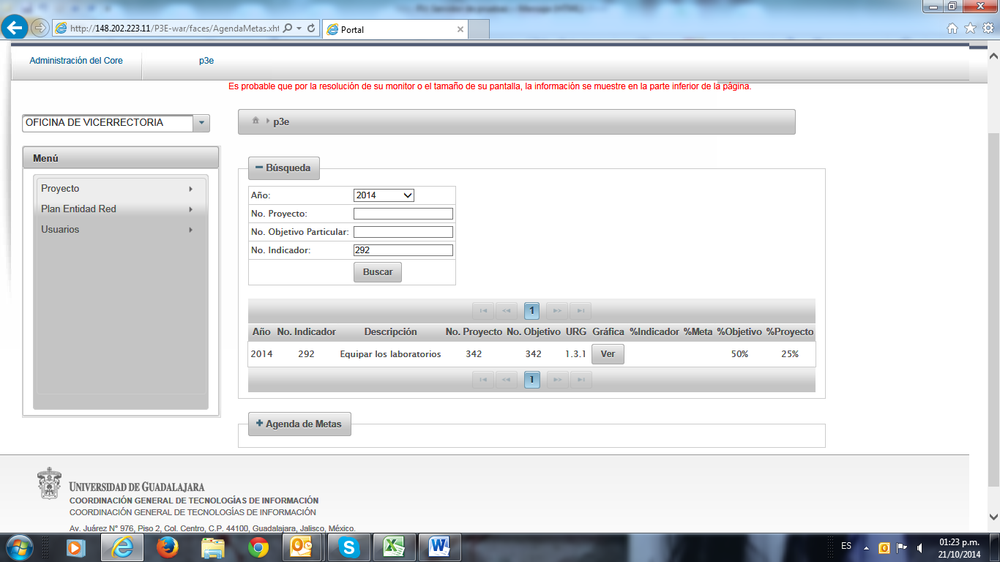 http://148.202.223.11/P3E-war/faces/AgendaMetas.xht
Portal
Administración del Core
p3e
Es probable que por la resolución de su monitor o el tamaño de su pantalla, la información se muestre en la parte inferior de la página.
OFICINA DE VICERRECTORIA
p3e
Menú
Proyecto
Plan Entidad Red
Usuarios
Búsqueda
Año: 2014
No. Proyecto:
No. Objetivo Particular:
No. Indicador: 292
Buscar
1
Año No. Indicador Descripción No. Proyecto No. Objetivo URG Gráfica %Indicador %Meta %Objetivo %Proyecto
2014 292 Equipar los laboratorios 342 342 1.3.1 Ver 50% 25%
1
Agenda de Metas
UNIVERSIDAD DE GUADALAJARA
COORDINACIÓN GENERAL DE TECNOLOGÍAS DE INFORMACIÓN
COORDINACIÓN GENERAL DE TECNOLOGÍAS DE INFORMACIÓN
Av. Juárez N° 976, Piso 2, Col. Centro, C.P. 44100, Guadalajara, Jalisco, México.
ES
01:23 p.m.
21/10/2014